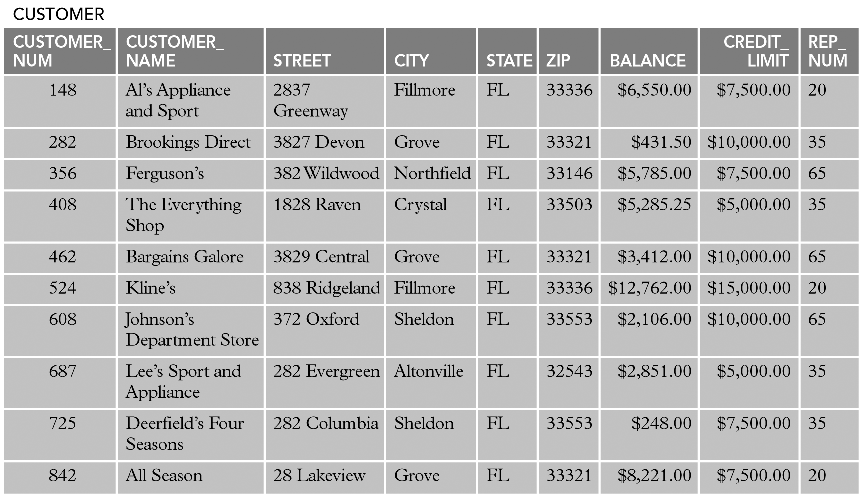 CUSTOMER
CUSTOMER_ CUSTOMER_ CREDIT_ REP_
NUM NAME STREET CITY STATE ZIP BALANCE LIMIT NUM
148 Al's Appliance 2837 Fillmore FL 33336 $6,550.00 $7,500.00 20
and Sport Greenway
282 Brookings Direct 3827 Devon Grove FL 33321 $431.50 $10,000.00 35
356 Ferguson's 382 Wildwood Northfield FL 33146 $5,785.00 $7,500.00 65
408 The Everything 1828 Raven Crystal FL 33503 $5,285.25 $5,000.00 35
Shop
462 Bargains Galore 3829 Central Grove FL 33321 $3,412.00 $10,000.00 65
524 Kline's 838 Ridgeland Fillmore FL 33336 $12,762.00 $15,000.00 20
608 Johnson's 372 Oxford Sheldon FL 33553 $2,106.00 $10,000.00 65
Department Store
687 Lee's Sport and 282 Evergreen Altonville FL 32543 $2,851.00 $5,000.00 35
Appliance
725 Deerfield's Four 282 Columbia Sheldon FL 33553 $248.00 $7,500.00 35
Seasons
842 All Season 28 Lakeview Grove FL 33321 $8,221.00 $7,500.00 20